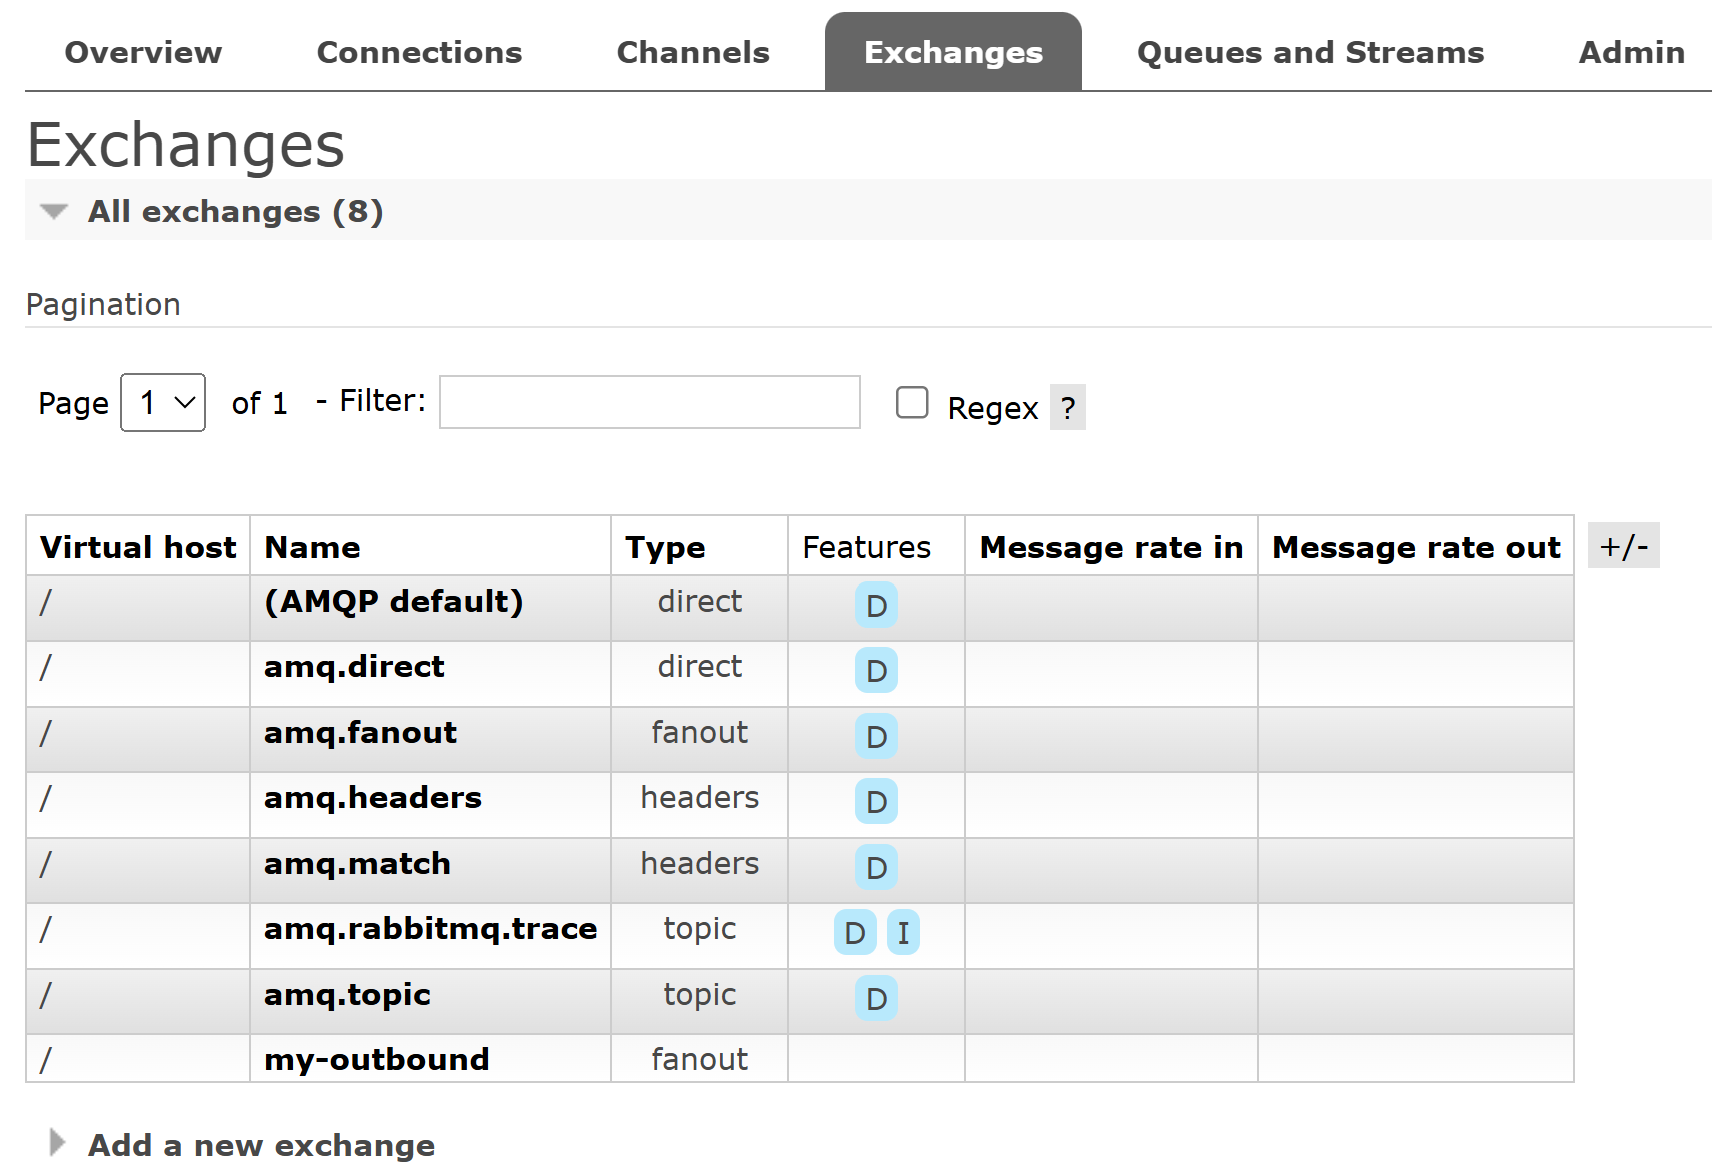 Overview Connections Channels Exchanges Queues and Streams Admin
Exchanges
All exchanges (8)
Pagination
Page 1 of 1 - Filter: Regex ?
Virtual host Name Type Features Message rate in Message rate out +/-
/ (AMQP default) direct D
/ amq.direct direct D
/ amq.fanout fanout D
/ amq.headers headers D
/ amq.match headers D
/ amq.rabbitmq.trace topic D I
/ amq.topic topic D
/ my-outbound fanout
Add a new exchange